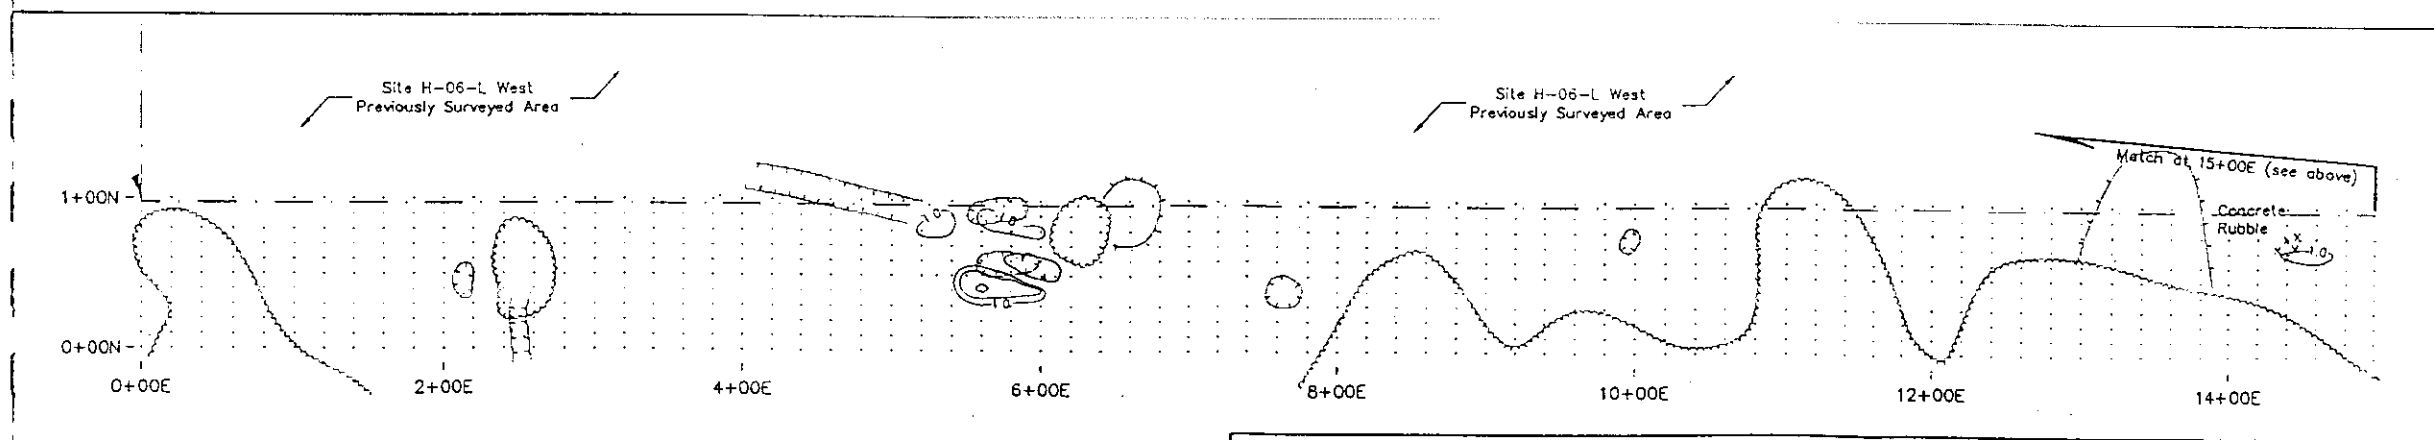 Site H-06-L West
Previously Surveyed Area
Site H-06-L West
Previously Surveyed Area
Match at 15+00E (see above)
1+00N
Concrete
Rubble
0+00N
0+00E
2+00E
4+00E
6+00E
8+00E
10+00E
12+00E
14+00E